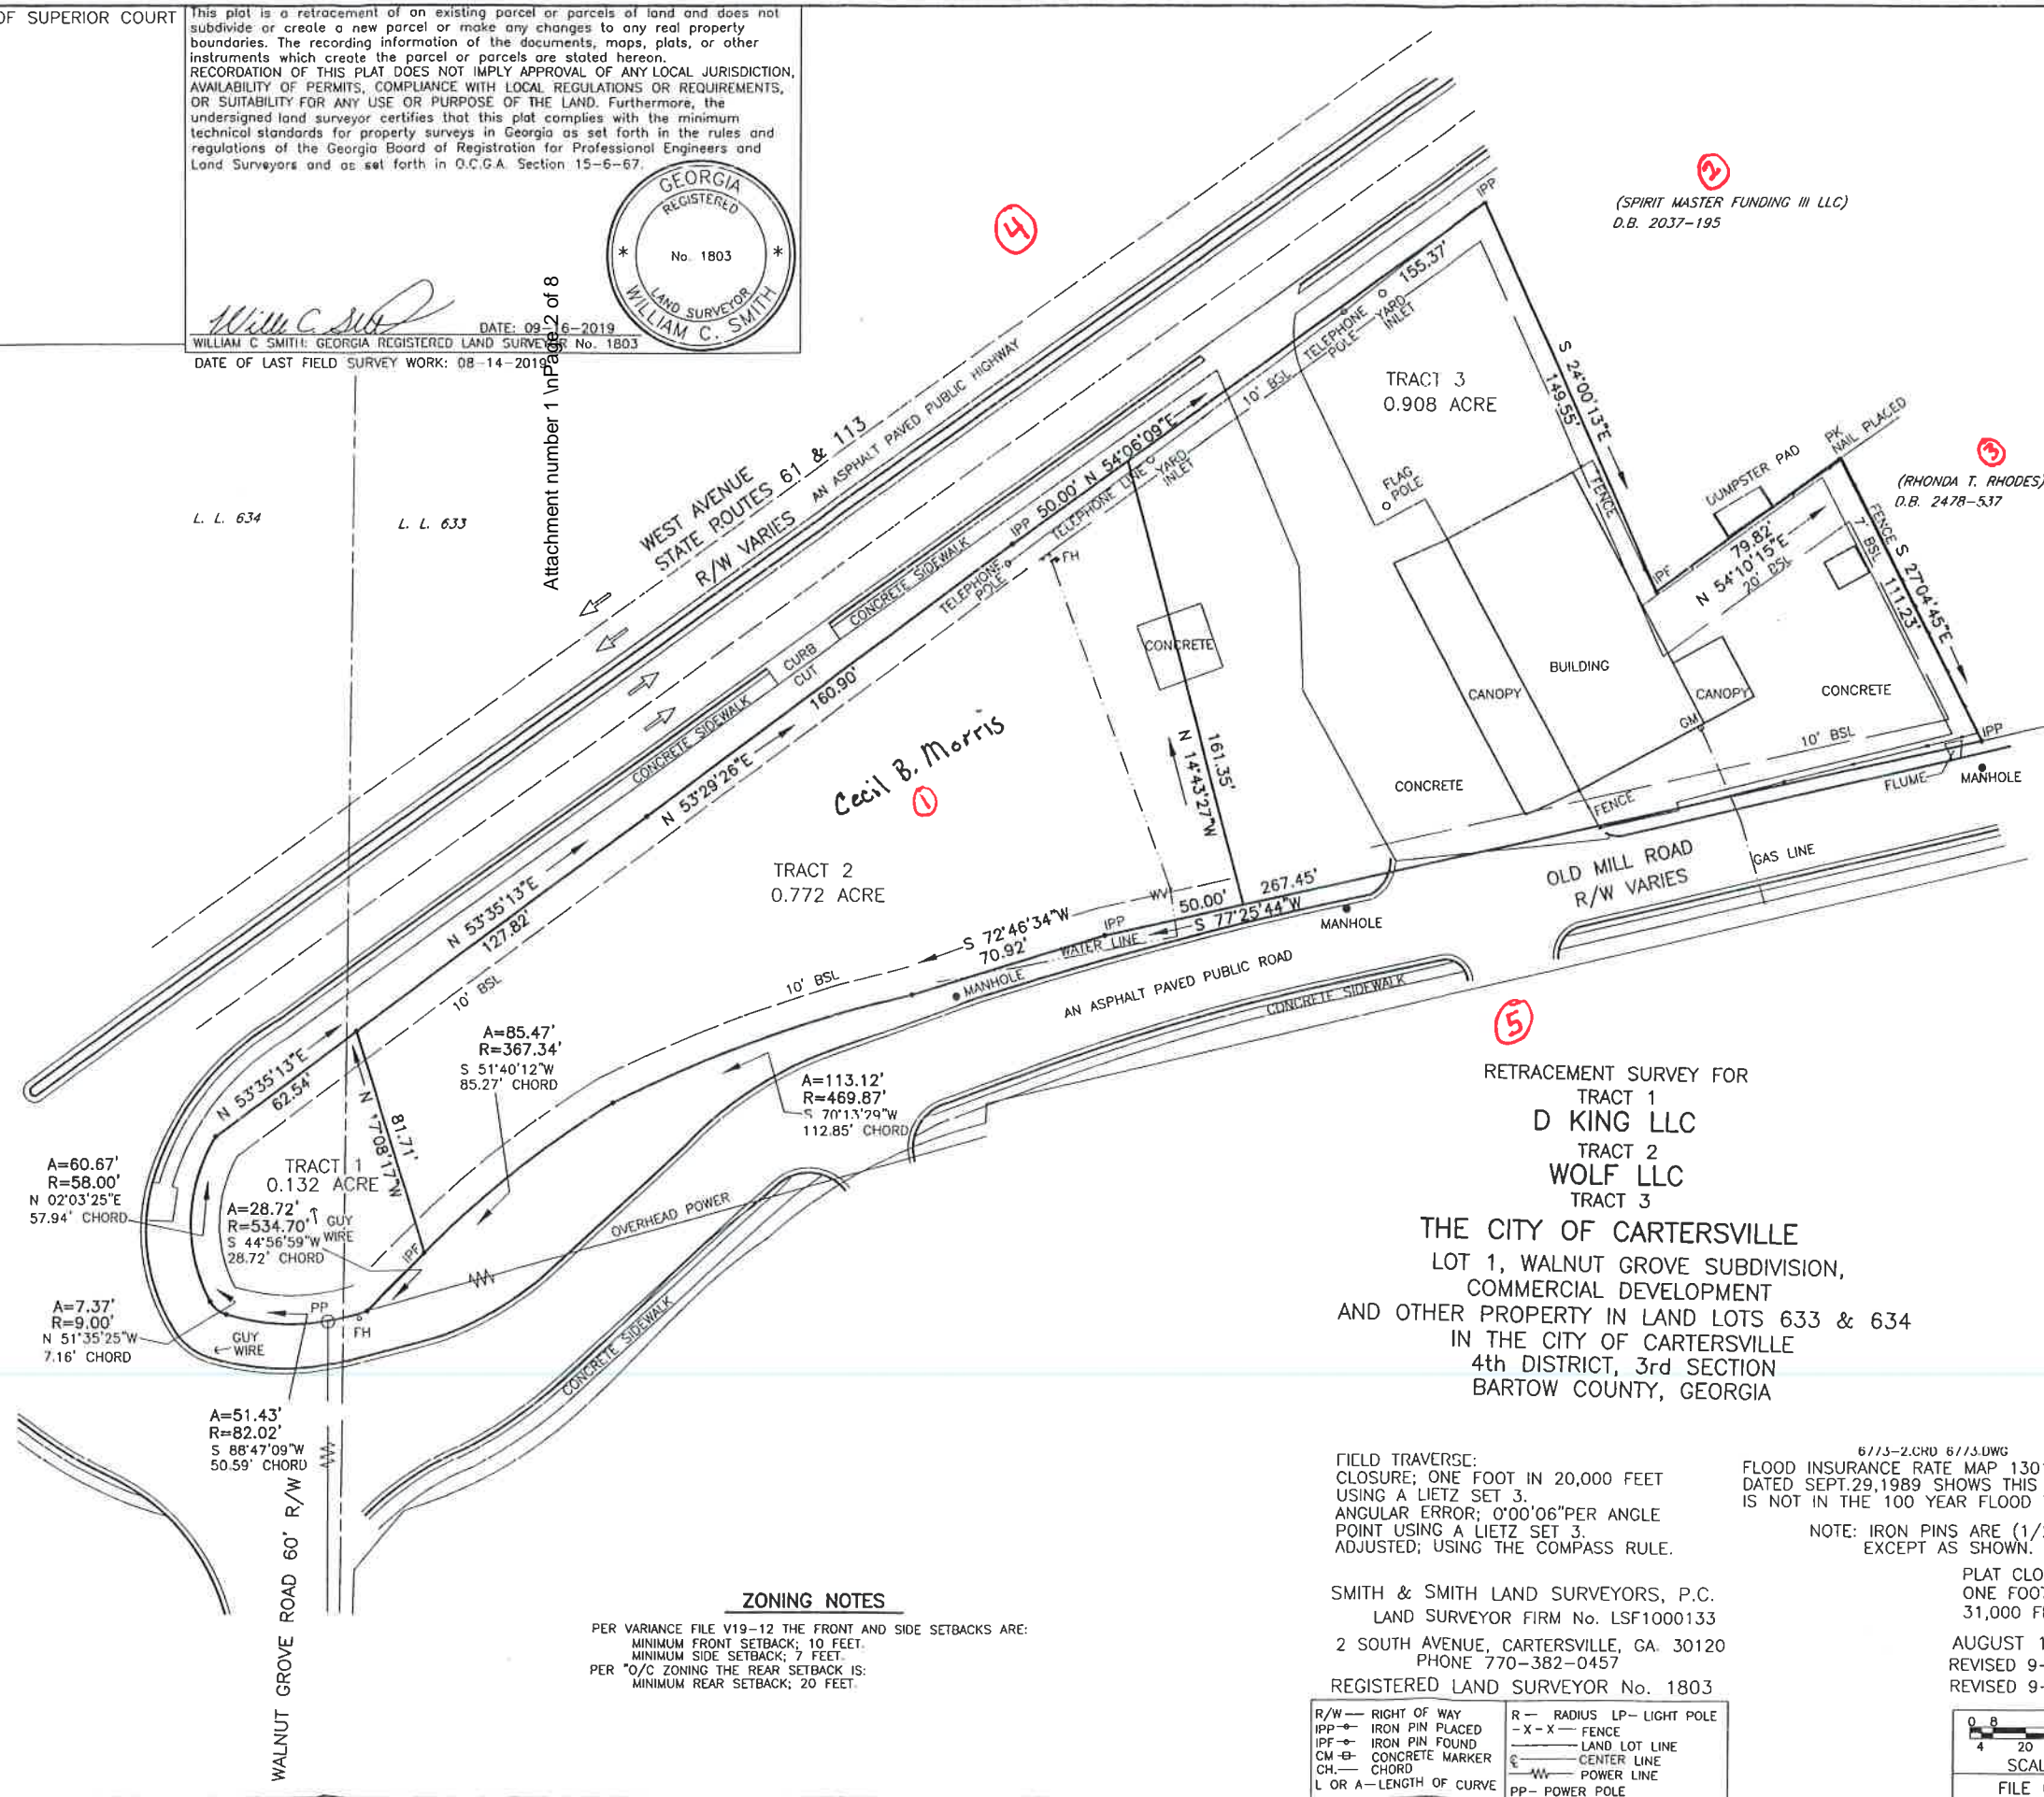 OF SUPERIOR COURT
This plat is a retracement of an existing parcel or parcels of land and does not
subdivide or create a new parcel or make any changes to any real property
boundaries. The recording information of the documents, maps, plats, or other
instruments which create the parcel or parcels are stated hereon.
RECORDATION OF THIS PLAT DOES NOT IMPLY APPROVAL OF ANY LOCAL JURISDICTION,
AVAILABILITY OF PERMITS, COMPLIANCE WITH LOCAL REGULATIONS OR REQUIREMENTS,
OR SUITABILITY FOR ANY USE OR PURPOSE OF THE LAND. Furthermore, the
undersigned land surveyor certifies that this plat complies with the minimum
technical standards for property surveys in Georgia as set forth in the rules and
regulations of the Georgia Board of Registration for Professional Engineers and
Land Surveyors and as set forth in O.C.G.A. Section 15-6-67.
GEORGIA
REGISTERED
* No. 1803 *
LAND SURVEYOR
WILLIAM C. SMITH
DATE: 09-16-2019
WILLIAM C SMITH: GEORGIA REGISTERED LAND SURVEYOR No. 1803
DATE OF LAST FIELD SURVEY WORK: 08-14-2019
Attachment number 1 \nPage 2 of 8
L. L. 634
L. L. 633
4
2
(SPIRIT MASTER FUNDING III LLC)
D.B. 2037-195
3
(RHONDA T. RHODES)
D.B. 2478-537
WEST AVENUE
STATE ROUTES 61 & 113
R/W VARIES
AN ASPHALT PAVED PUBLIC HIGHWAY
IPP
155.37'
TELEPHONE
POLE
YARD
INLET
10' BSL
TRACT 3
0.908 ACRE
S 24°00'13"E
149.55'
FENCE
FLAG
POLE
DUMPSTER PAD
PK
NAIL PLACED
IPF
79.82'
N 54°10'15"E
20' BSL
FENCE
7' BSL
S 27°04'45"E
111.23'
N 54°06'09"E
50.00'
IPP
TELEPHONE LINE
YARD
INLET
FH
TELEPHONE
POLE
CONCRETE SIDEWALK
CURB
CUT
CONCRETE SIDEWALK
160.90'
N 53°29'26"E
CONCRETE
161.35'
N 14°43'27"W
BUILDING
CANOPY
CANOPY
CONCRETE
GM
CONCRETE
10' BSL
IPP
FENCE
FLUME
MANHOLE
GAS LINE
OLD MILL ROAD
R/W VARIES
Cecil B. Morris
1
TRACT 2
0.772 ACRE
N 53°35'13"E
127.82'
10' BSL
WV
50.00'
267.45'
S 77°25'44"W
MANHOLE
S 72°46'34"W
70.92'
IPP
WATER LINE
MANHOLE
10' BSL
AN ASPHALT PAVED PUBLIC ROAD
CONCRETE SIDEWALK
5
N 53°35'13"E
62.54'
81.71'
N 17°08'17"W
A=85.47'
R=367.34'
S 51°40'12"W
85.27' CHORD
A=113.12'
R=469.87'
S 70°13'29"W
112.85' CHORD
A=60.67'
R=58.00'
N 02°03'25"E
57.94' CHORD
TRACT 1
0.132 ACRE
A=28.72'
R=534.70'
S 44°56'59"W
28.72' CHORD
GUY
WIRE
IPF
OVERHEAD POWER
A=7.37'
R=9.00'
N 51°35'25"W
7.16' CHORD
PP
FH
GUY
WIRE
CONCRETE SIDEWALK
A=51.43'
R=82.02'
S 88°47'09"W
50.59' CHORD
WALNUT GROVE ROAD 60' R/W
RETRACEMENT SURVEY FOR
TRACT 1
D KING LLC
TRACT 2
WOLF LLC
TRACT 3
THE CITY OF CARTERSVILLE
LOT 1, WALNUT GROVE SUBDIVISION,
COMMERCIAL DEVELOPMENT
AND OTHER PROPERTY IN LAND LOTS 633 & 634
IN THE CITY OF CARTERSVILLE
4th DISTRICT, 3rd SECTION
BARTOW COUNTY, GEORGIA
FIELD TRAVERSE:
CLOSURE; ONE FOOT IN 20,000 FEET
USING A LIETZ SET 3.
ANGULAR ERROR; 0°00'06"PER ANGLE
POINT USING A LIETZ SET 3.
ADJUSTED; USING THE COMPASS RULE.
6773-2.CRD 6773.DWG
FLOOD INSURANCE RATE MAP 130
DATED SEPT.29,1989 SHOWS THIS
IS NOT IN THE 100 YEAR FLOOD
NOTE: IRON PINS ARE (1/
EXCEPT AS SHOWN.
PLAT CLO
ONE FOO
31,000 F
AUGUST 1
REVISED 9-
REVISED 9-
SMITH & SMITH LAND SURVEYORS, P.C.
LAND SURVEYOR FIRM No. LSF1000133
2 SOUTH AVENUE, CARTERSVILLE, GA. 30120
PHONE 770-382-0457
REGISTERED LAND SURVEYOR No. 1803
ZONING NOTES
PER VARIANCE FILE V19-12 THE FRONT AND SIDE SETBACKS ARE:
MINIMUM FRONT SETBACK; 10 FEET.
MINIMUM SIDE SETBACK; 7 FEET.
PER "O/C ZONING THE REAR SETBACK IS:
MINIMUM REAR SETBACK; 20 FEET.
R/W — RIGHT OF WAY
IPP IRON PIN PLACED
IPF IRON PIN FOUND
CM CONCRETE MARKER
CH.— CHORD
L OR A—LENGTH OF CURVE
R — RADIUS LP— LIGHT POLE
-X-X— FENCE
LAND LOT LINE
CENTER LINE
POWER LINE
PP- POWER POLE
0 8
4 20
SCAL
FILE